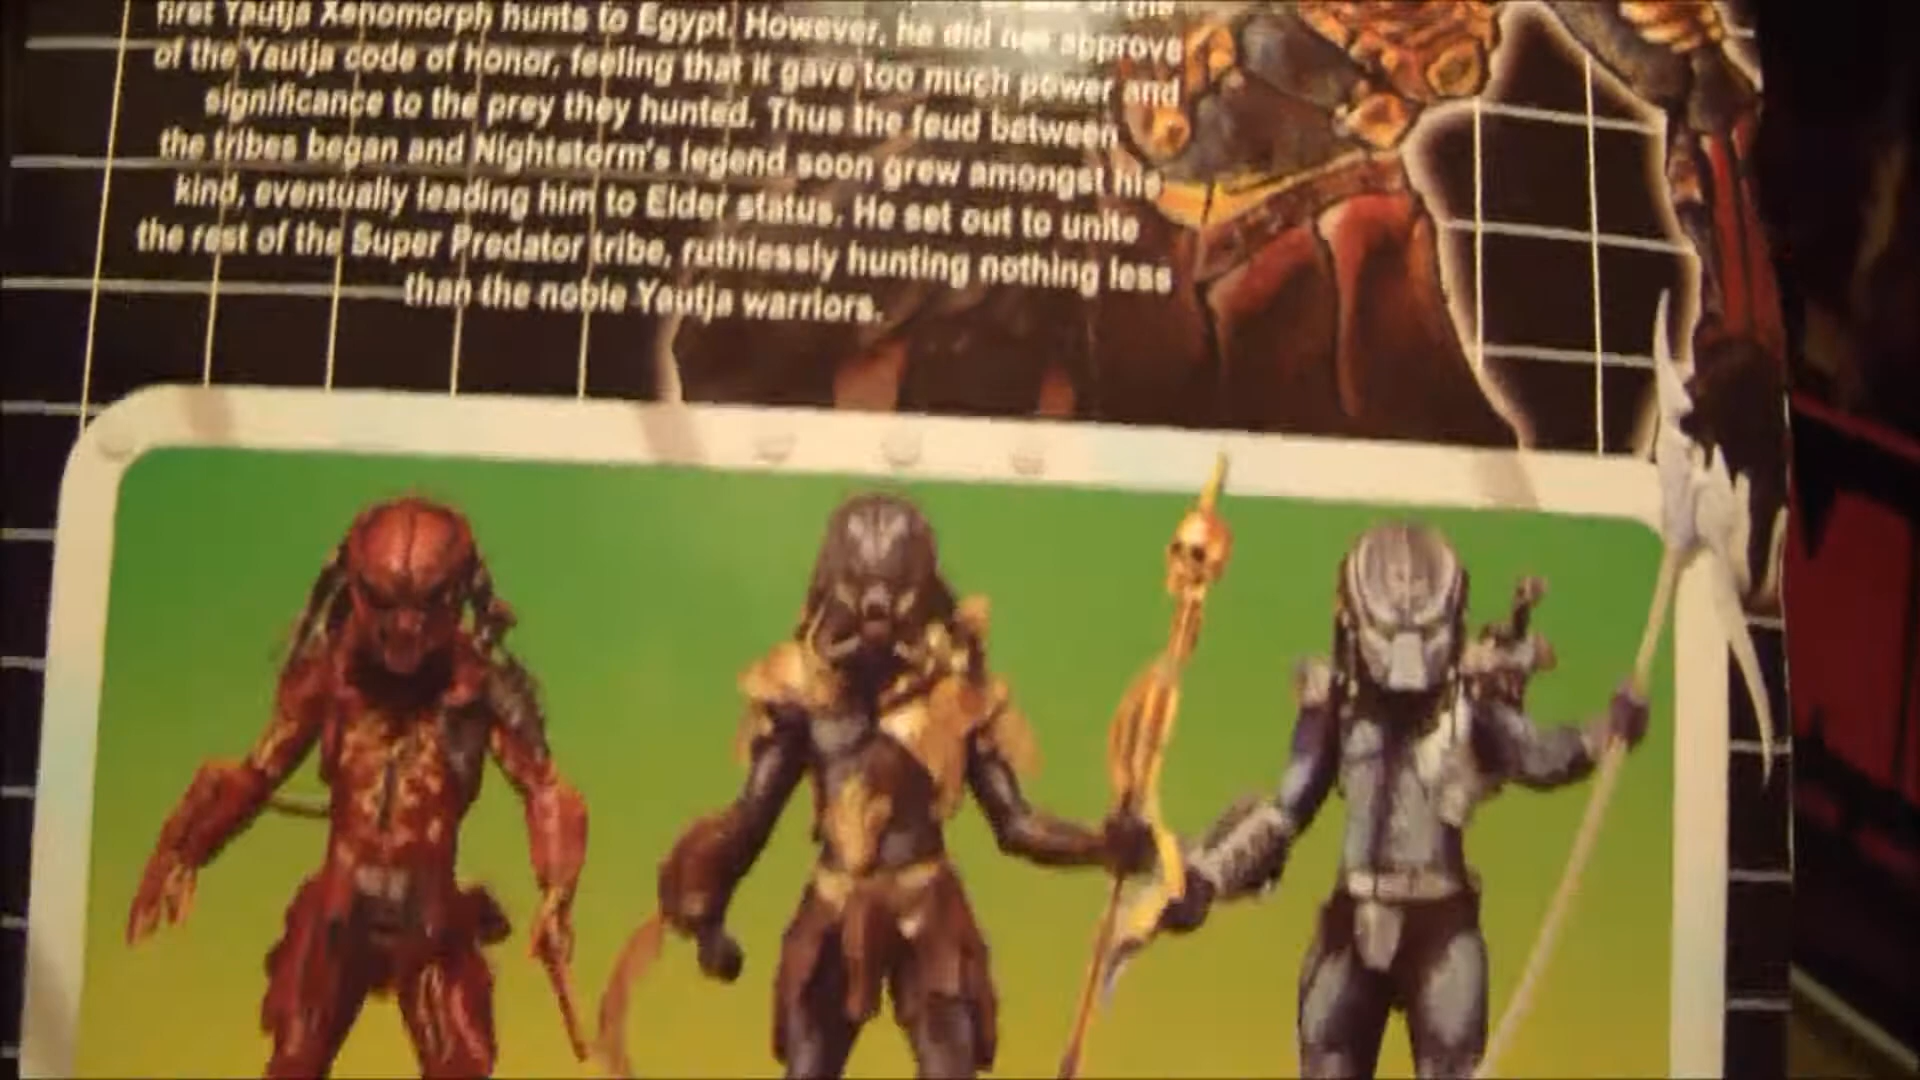 first Yautja Xenomorph hunts to Egypt. However, he did not approve
of the Yautja code of honor, feeling that it gave too much power and
significance to the prey they hunted. Thus the feud between
the tribes began and Nightstorm's legend soon grew amongst his
kind, eventually leading him to Elder status. He set out to unite
the rest of the Super Predator tribe, ruthlessly hunting nothing less
than the noble Yautja warriors.